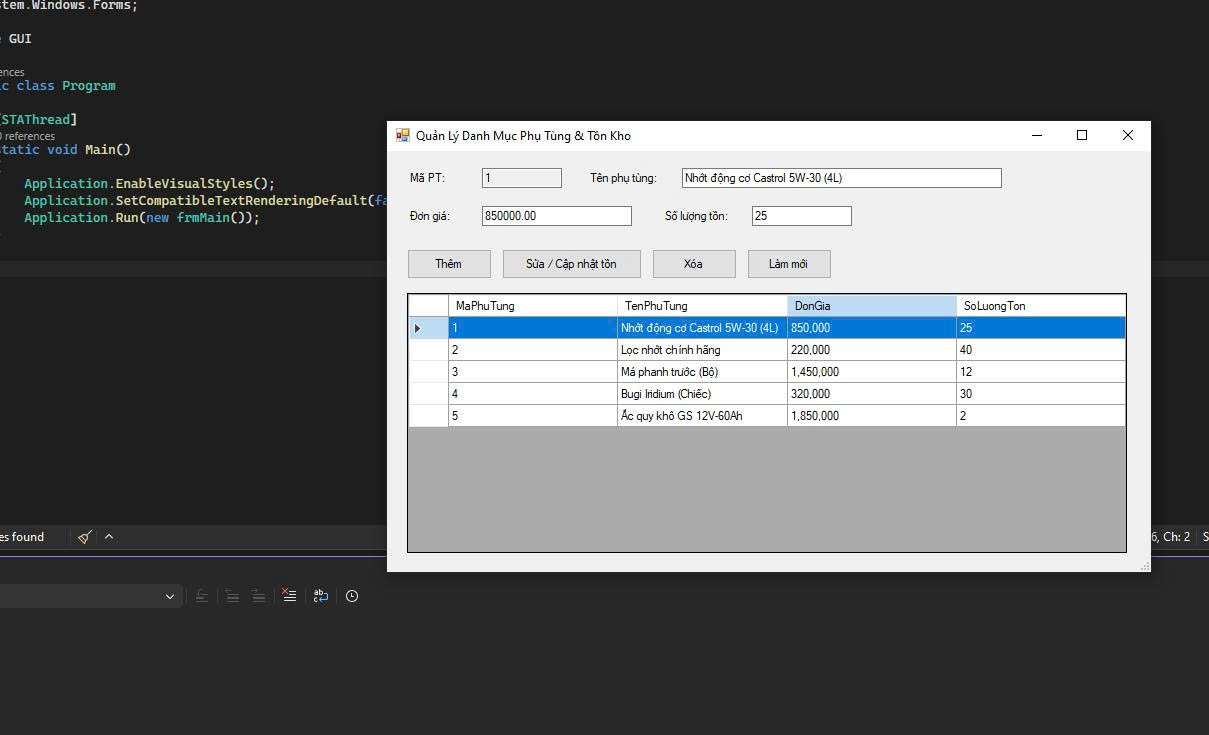 stem.Windows.Forms;
GUI
ences
ic class Program
[STAThread]
0 references
static void Main()
{
Application.EnableVisualStyles();
Application.SetCompatibleTextRenderingDefault(fa
Application.Run(new frmMain());
Quản Lý Danh Mục Phụ Tùng & Tồn Kho
Mã PT: 1 Tên phụ tùng: Nhớt động cơ Castrol 5W-30 (4L)
Đơn giá: 850000.00 Số lượng tồn: 25
Thêm Sửa / Cập nhật tồn Xóa Làm mới
MaPhuTung TenPhuTung DonGia SoLuongTon
1 Nhớt động cơ Castrol 5W-30 (4L) 850,000 25
2 Lọc nhớt chính hãng 220,000 40
3 Má phanh trước (Bộ) 1,450,000 12
4 Bugi Iridium (Chiếc) 320,000 30
5 Ắc quy khô GS 12V-60Ah 1,850,000 2
es found
6, Ch: 2 S